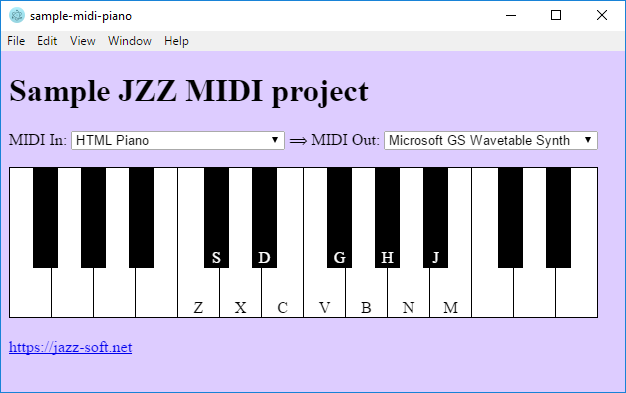 sample-midi-piano
File Edit View Window Help
Sample JZZ MIDI project
MIDI In: HTML Piano ⟹ MIDI Out: Microsoft GS Wavetable Synth
S D G H J
Z X C V B N M
https://jazz-soft.net